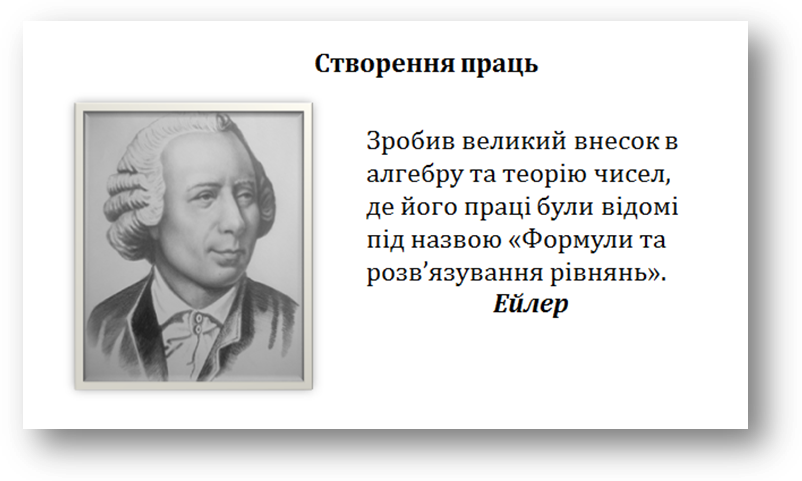 Створення праць
Зробив великий внесок в
алгебру та теорію чисел,
де його праці були відомі
під назвою «Формули та
розв’язування рівнянь».
Ейлер